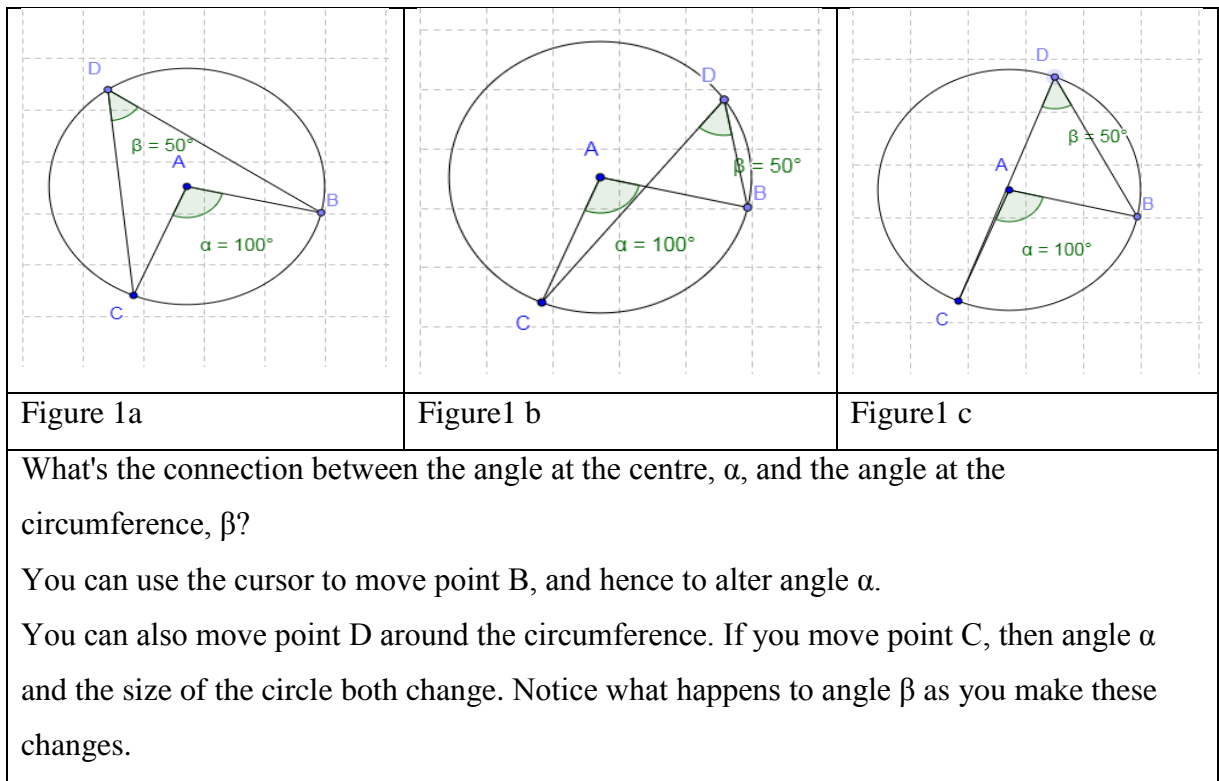 D
β = 50°
A
B
α = 100°
C
D
A
β = 50°
B
α = 100°
C
D
β = 50°
A
B
α = 100°
C
Figure 1a
Figure1 b
Figure1 c
What's the connection between the angle at the centre, α, and the angle at the
circumference, β?
You can use the cursor to move point B, and hence to alter angle α.
You can also move point D around the circumference. If you move point C, then angle α
and the size of the circle both change. Notice what happens to angle β as you make these
changes.